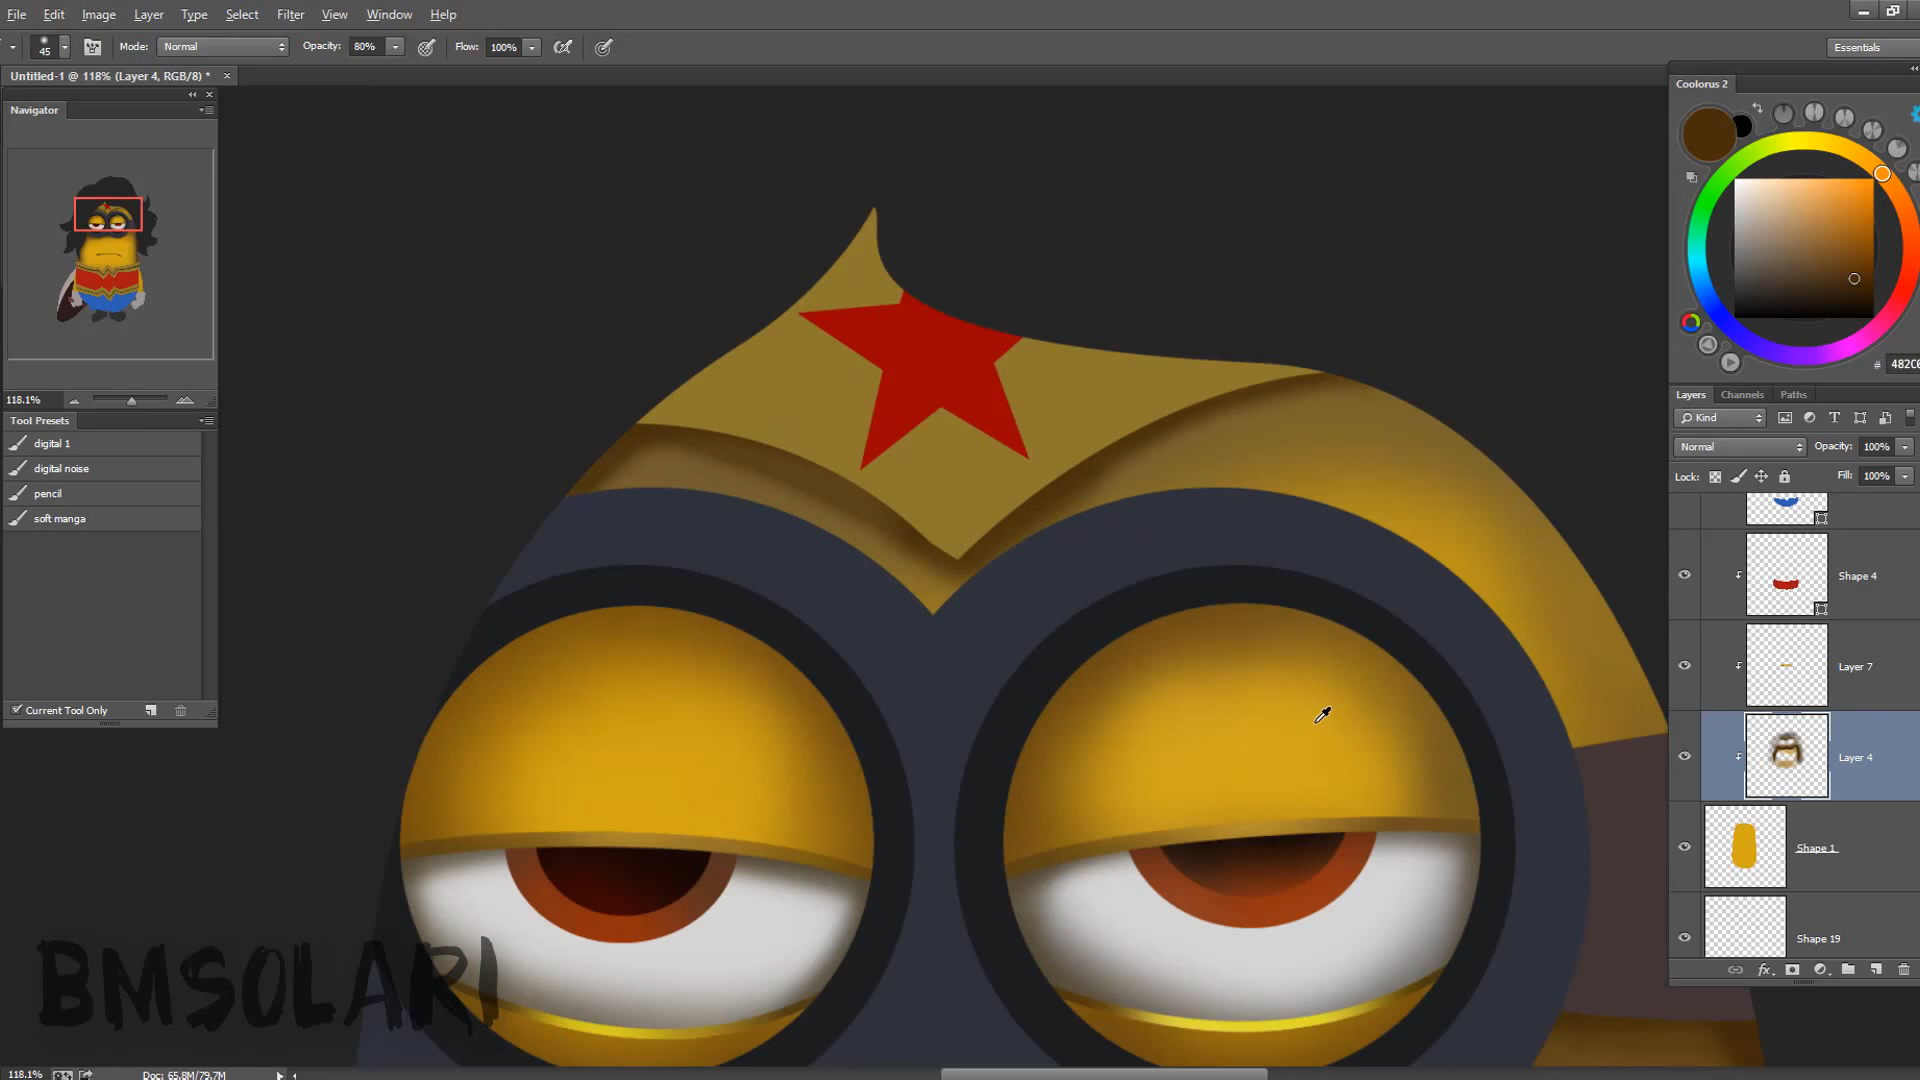 File Edit Image Layer Type Select Filter View Window Help
45 Mode: Normal Opacity: 80% Flow: 100% Essentials
Untitled-1 @ 118% (Layer 4, RGB/8) * ×
Navigator
118.1%
Tool Presets
digital 1
digital noise
pencil
soft manga
Current Tool Only
Coolorus 2
# 482C0
Layers Channels Paths
Kind
Normal Opacity: 100%
Lock: Fill: 100%
Shape 4
Layer 7
Layer 4
Shape 1
Shape 19
fx
BMSOLARI
118.1% Doc: 65.8M/79.7M